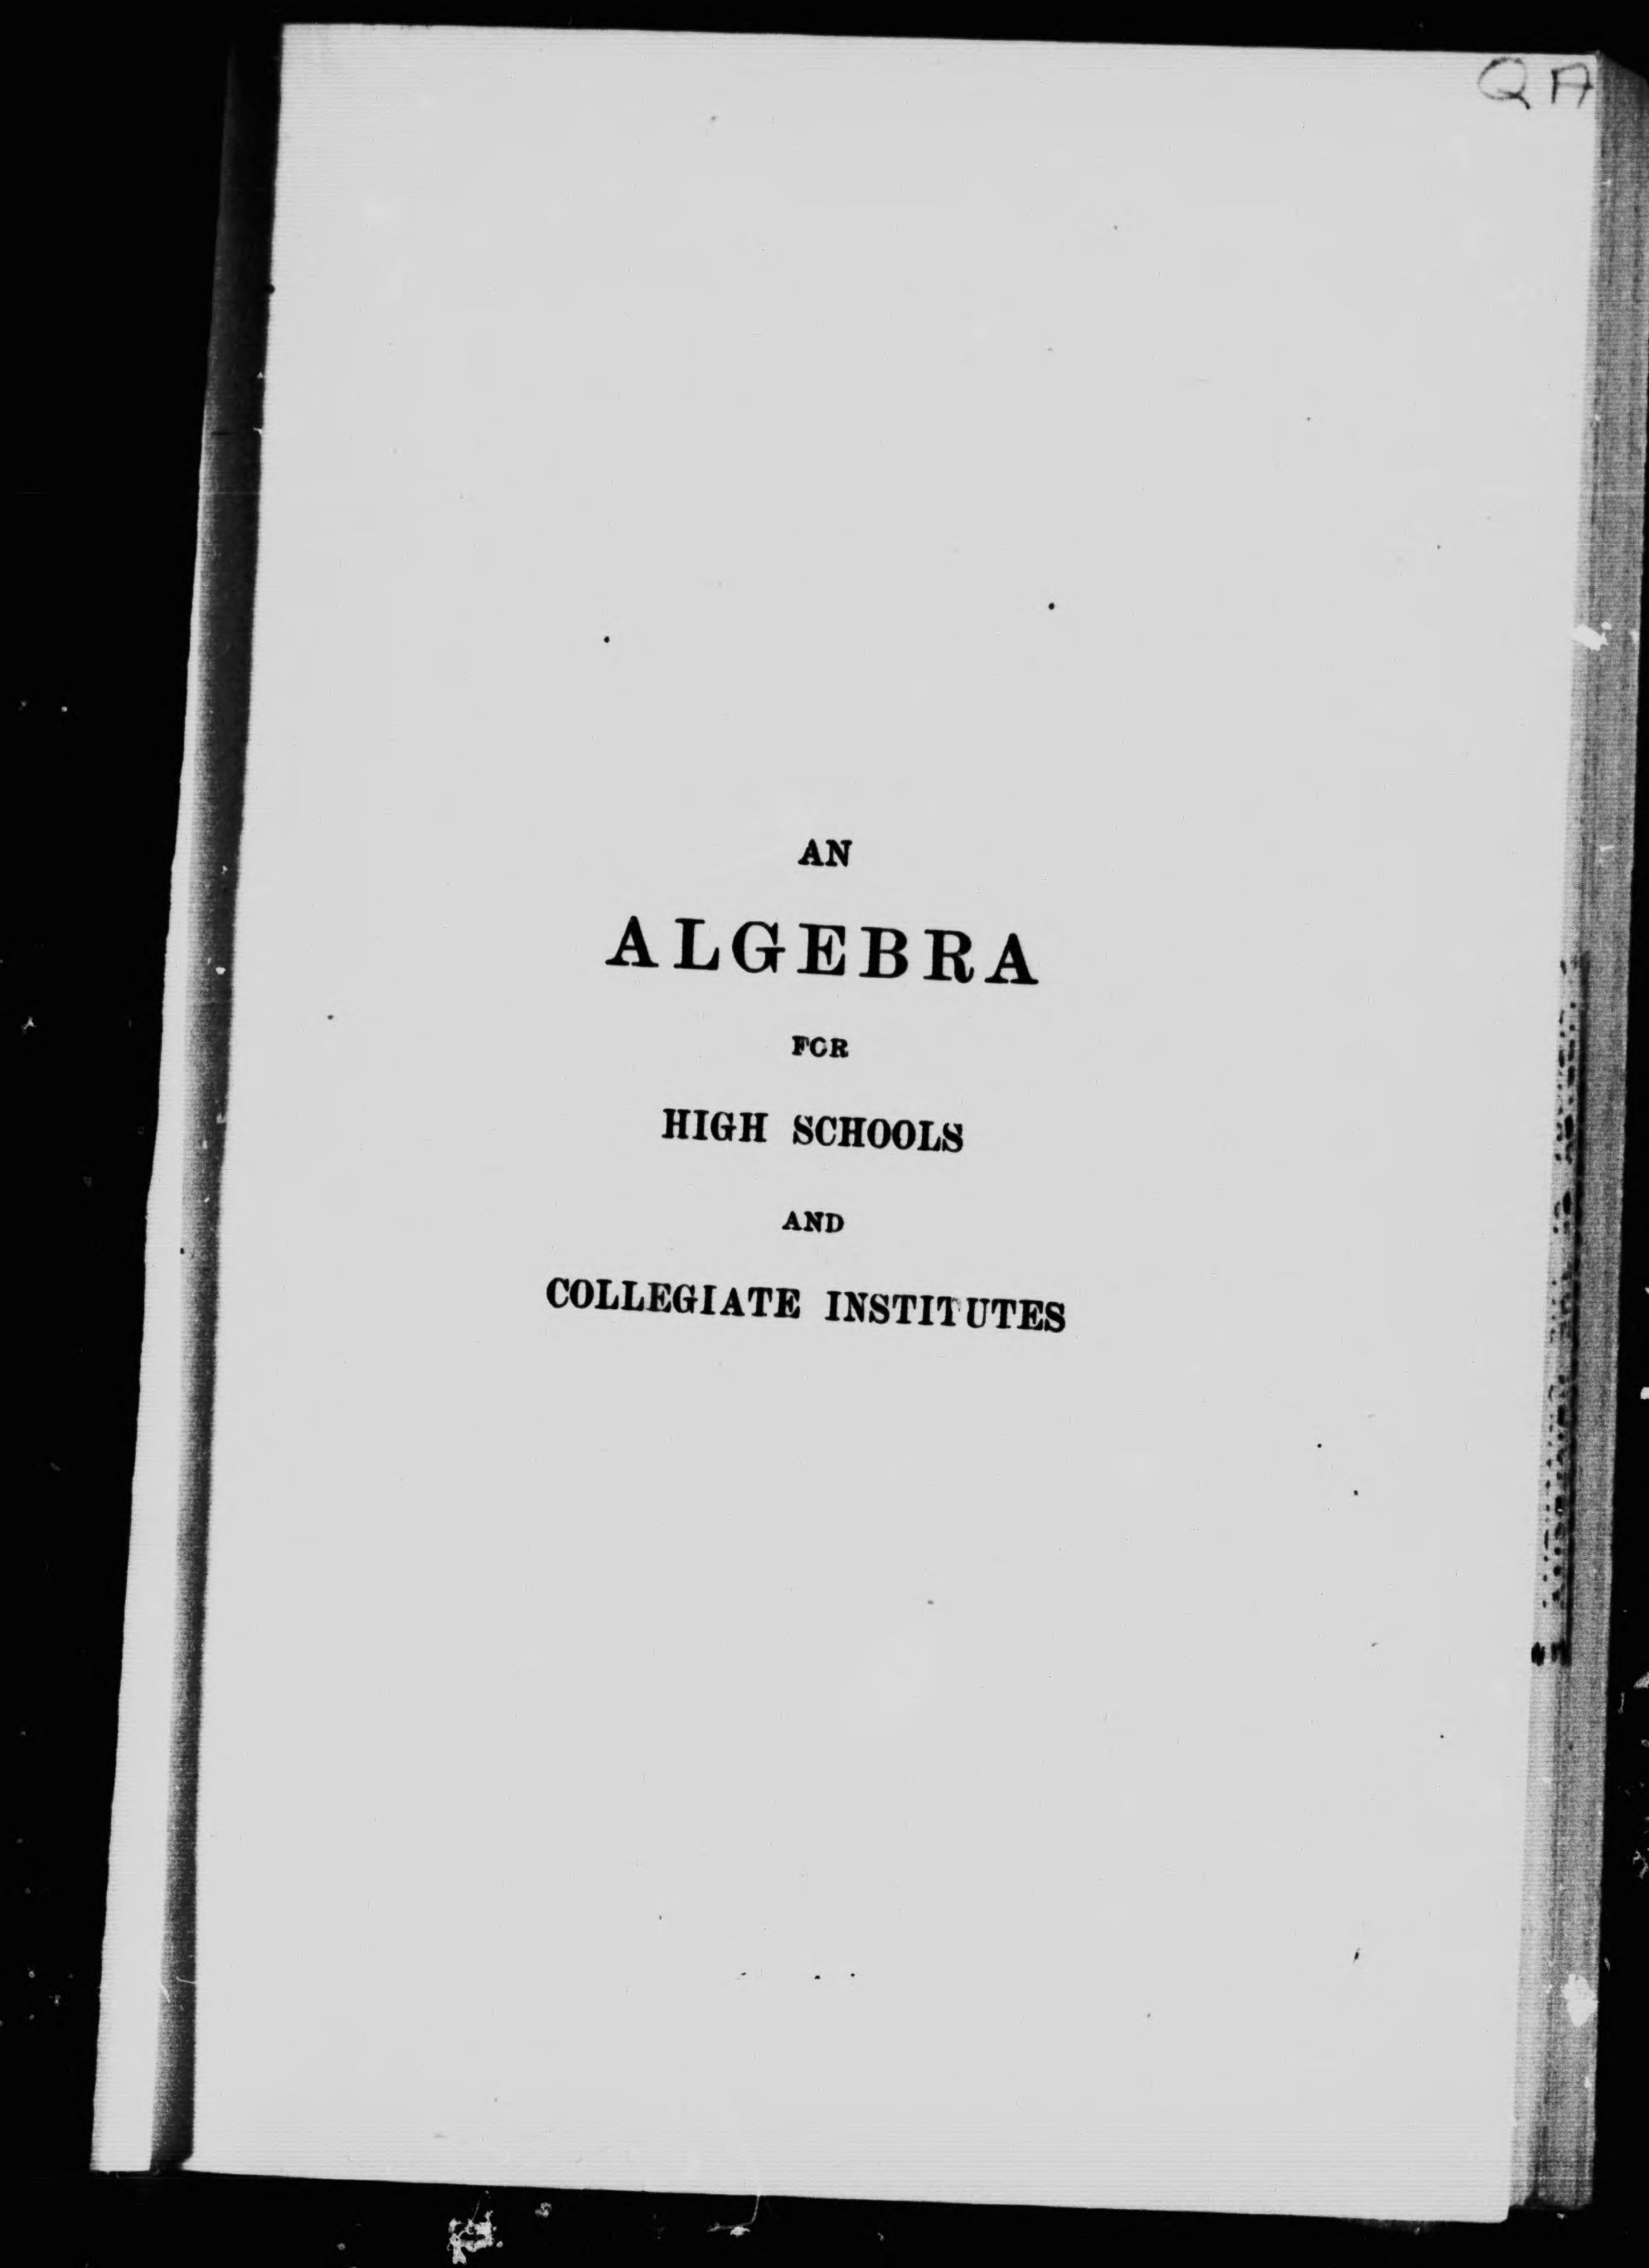 QA
AN
ALGEBRA
FOR
HIGH SCHOOLS
AND
COLLEGIATE INSTITUTES